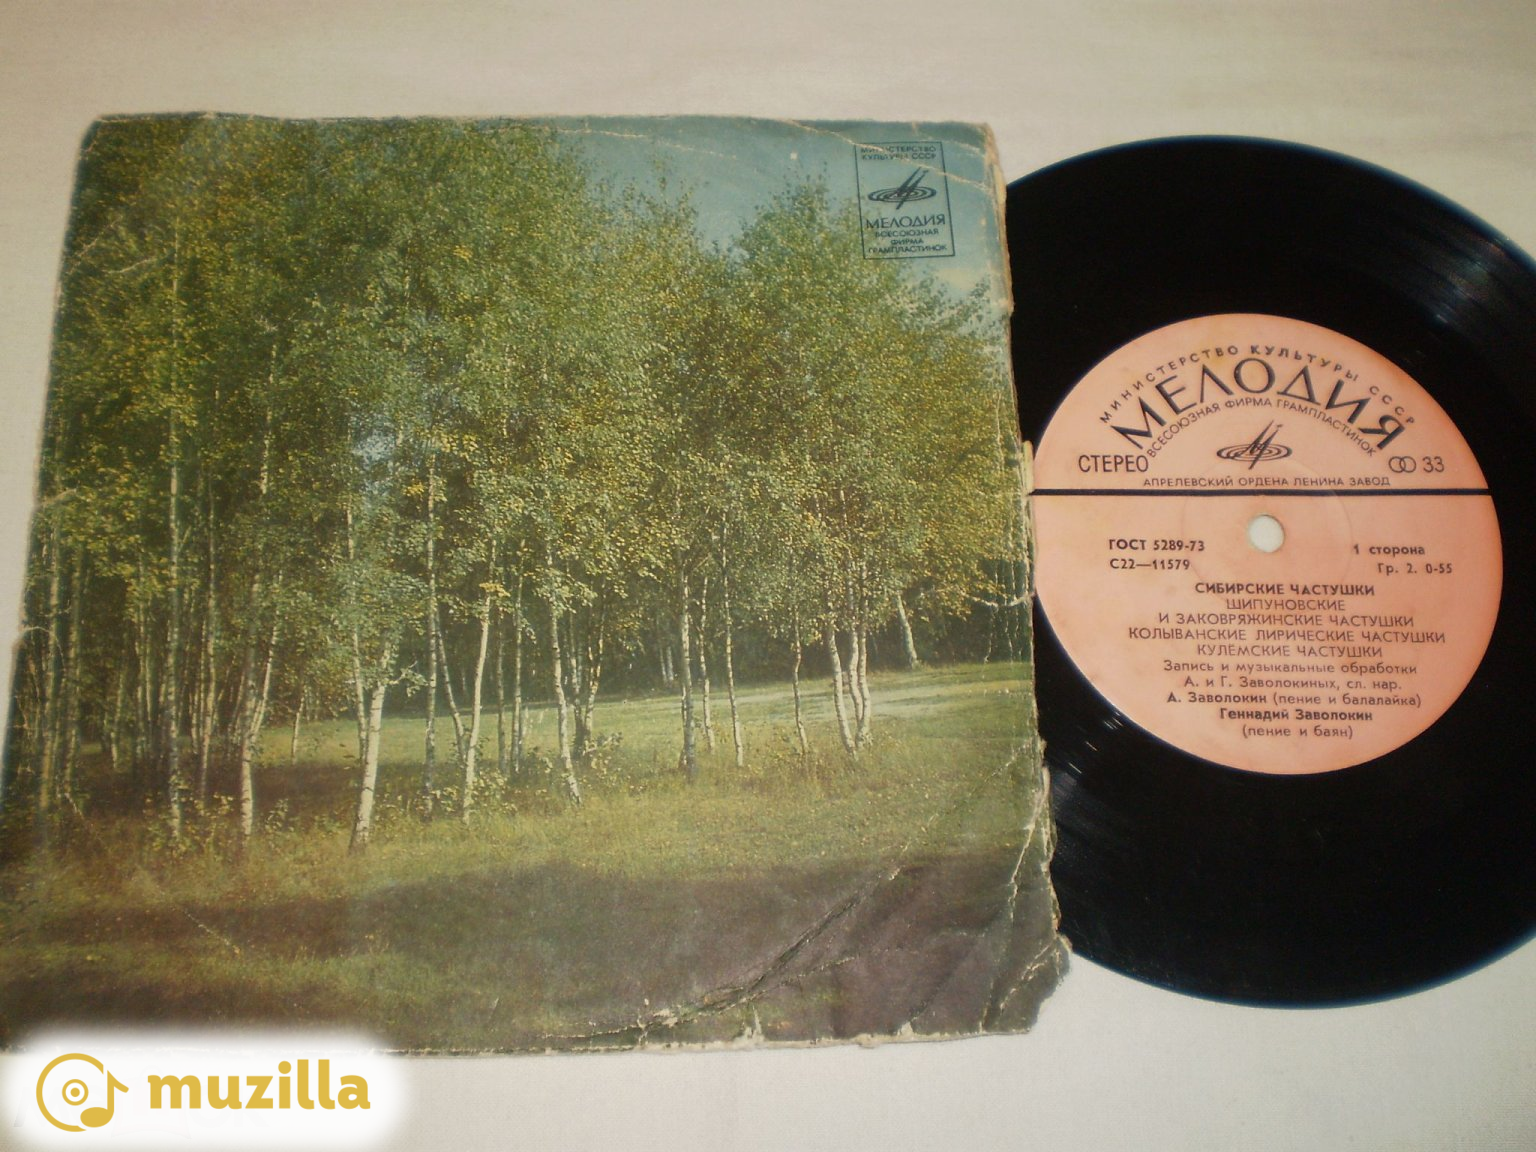 МИНИСТЕРСТВО
КУЛЬТУРЫ СССР
МЕЛОДИЯ
ВСЕСОЮЗНАЯ
ФИРМА
ГРАМПЛАСТИНОК
МИНИСТЕРСТВО КУЛЬТУРЫ СССР
МЕЛОДИЯ
ВСЕСОЮЗНАЯ ФИРМА ГРАМПЛАСТИНОК
СТЕРЕО 33
АПРЕЛЕВСКИЙ ОРДЕНА ЛЕНИНА ЗАВОД
ГОСТ 5289-73 1 сторона
С22—11579 Гр. 2. 0-55
СИБИРСКИЕ ЧАСТУШКИ
ШИПУНОВСКИЕ
И ЗАКОВРЯЖИНСКИЕ ЧАСТУШКИ
КОЛЫВАНСКИЕ ЛИРИЧЕСКИЕ ЧАСТУШКИ
КУЛЁМСКИЕ ЧАСТУШКИ
Запись и музыкальные обработки
А. и Г. Заволокиных, сл. нар.
А. Заволокин (пение и балалайка)
Геннадий Заволокин
(пение и баян)
muzilla